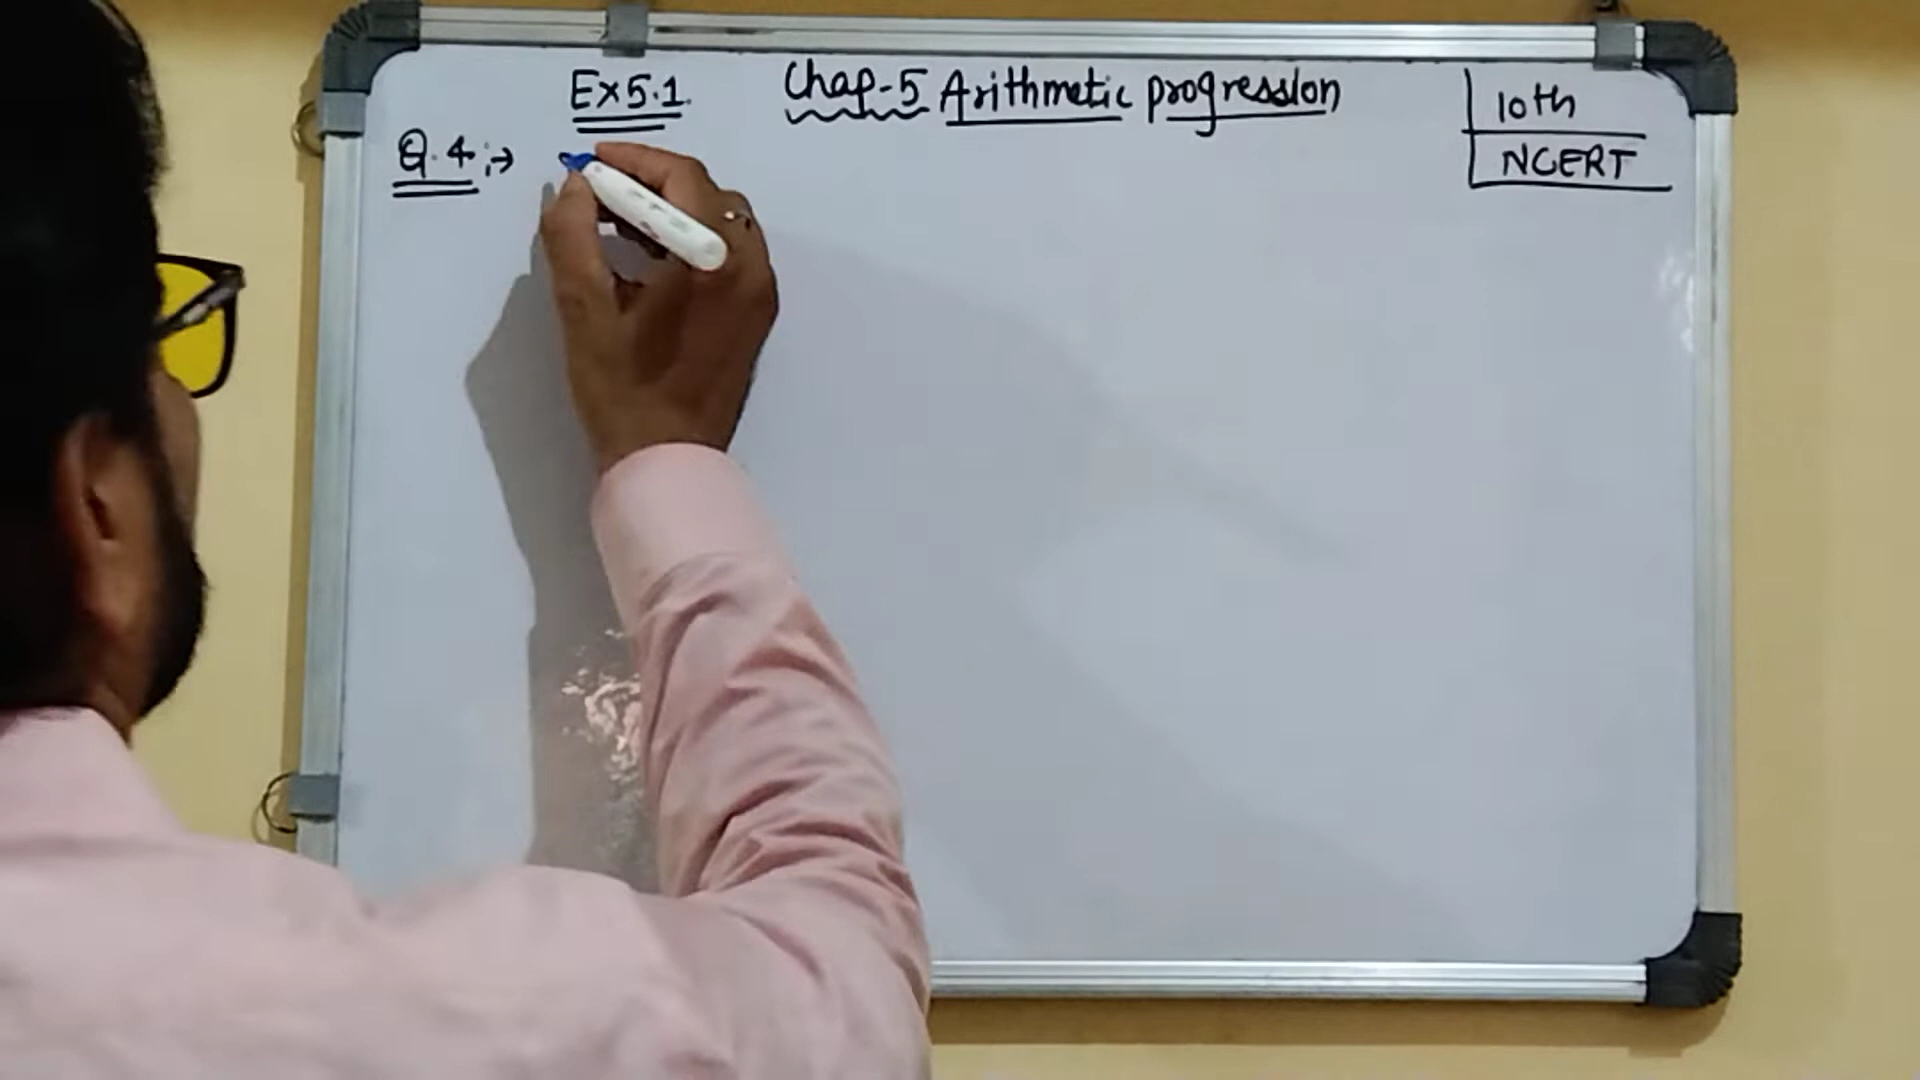 Ex 5.1. Chap-5 Arithmetic progression
10th
NCERT
Q.4 :→